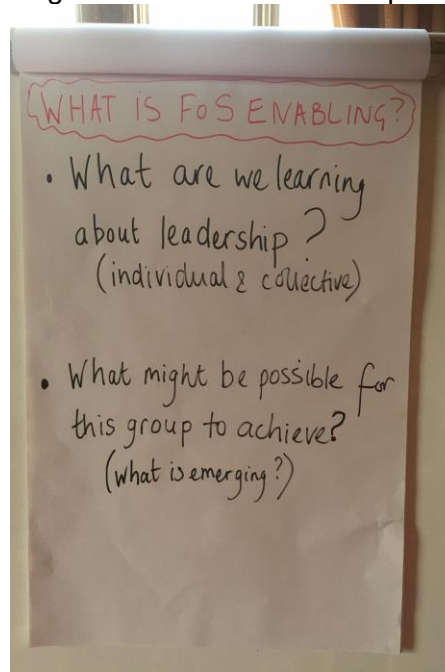 WHAT IS FoS ENABLING?
• What are we learning
about leadership?
(individual & collective)
• What might be possible for
this group to achieve?
(what is emerging?)